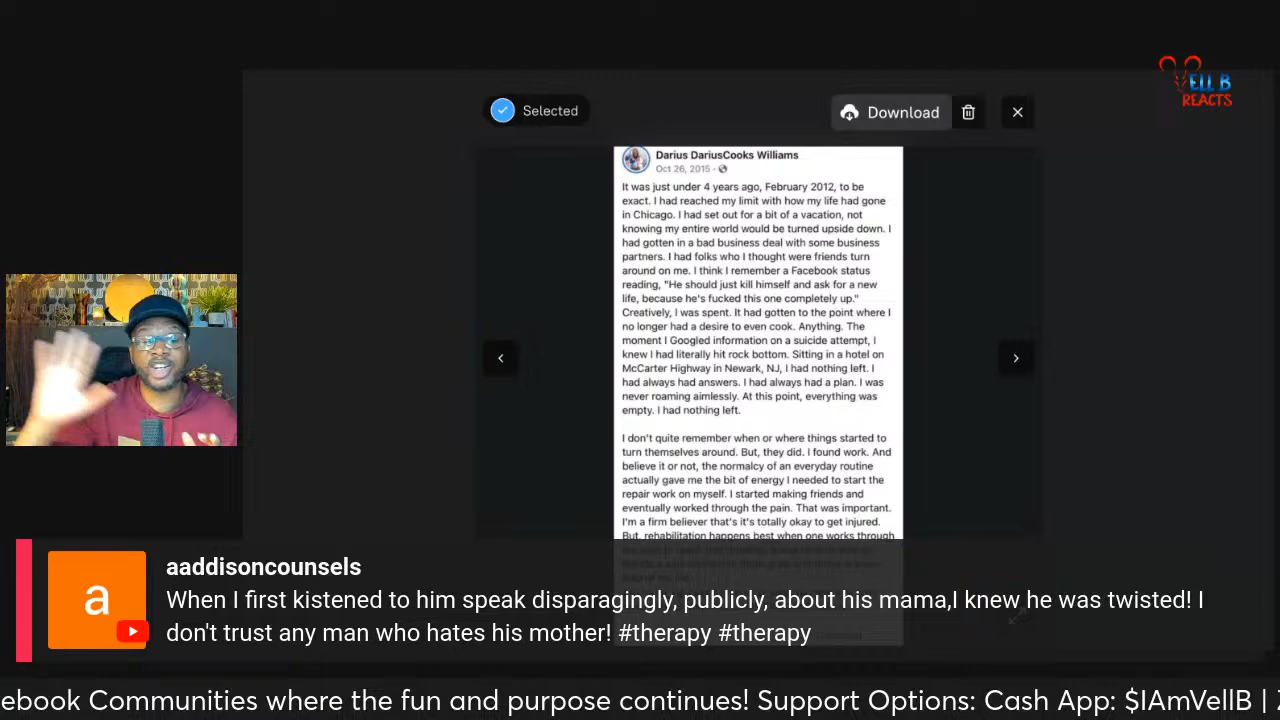 ELL B
REACTS
Selected
Download
Darius DariusCooks Williams
Oct 26, 2015 ·
It was just under 4 years ago, February 2012, to be
exact. I had reached my limit with how my life had gone
in Chicago. I had set out for a bit of a vacation, not
knowing my entire world would be turned upside down. I
had gotten in a bad business deal with some business
partners. I had folks who I thought were friends turn
around on me. I think I remember a Facebook status
reading, "He should just kill himself and ask for a new
life, because he's fucked this one completely up."
Creatively, I was spent. It had gotten to the point where I
no longer had a desire to even cook. Anything. The
moment I Googled information on a suicide attempt, I
knew I had literally hit rock bottom. Sitting in a hotel on
McCarter Highway in Newark, NJ, I had nothing left. I
had always had answers. I had always had a plan. I was
never roaming aimlessly. At this point, everything was
empty. I had nothing left.
I don't quite remember when or where things started to
turn themselves around. But, they did. I found work. And
believe it or not, the normalcy of an everyday routine
actually gave me the bit of energy I needed to start the
repair work on myself. I started making friends and
eventually worked through the pain. That was important.
I'm a firm believer that's it's totally okay to get injured.
But, rehabilitation happens best when one works through
a
aaddisoncounsels
When I first kistened to him speak disparagingly, publicly, about his mama,I knew he was twisted! I
don't trust any man who hates his mother! #therapy #therapy
ebook Communities where the fun and purpose continues! Support Options: Cash App: $IAmVellB |